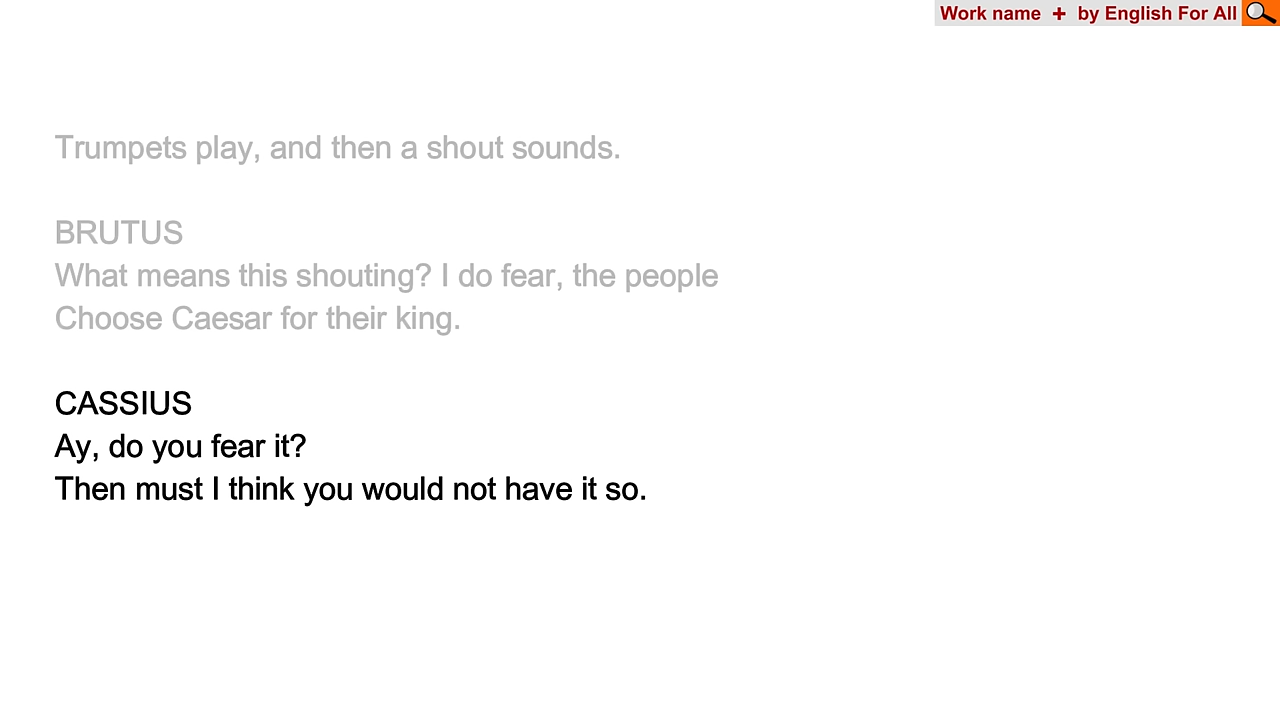 Work name + by English For All
Trumpets play, and then a shout sounds.
BRUTUS
What means this shouting? I do fear, the people
Choose Caesar for their king.
CASSIUS
Ay, do you fear it?
Then must I think you would not have it so.